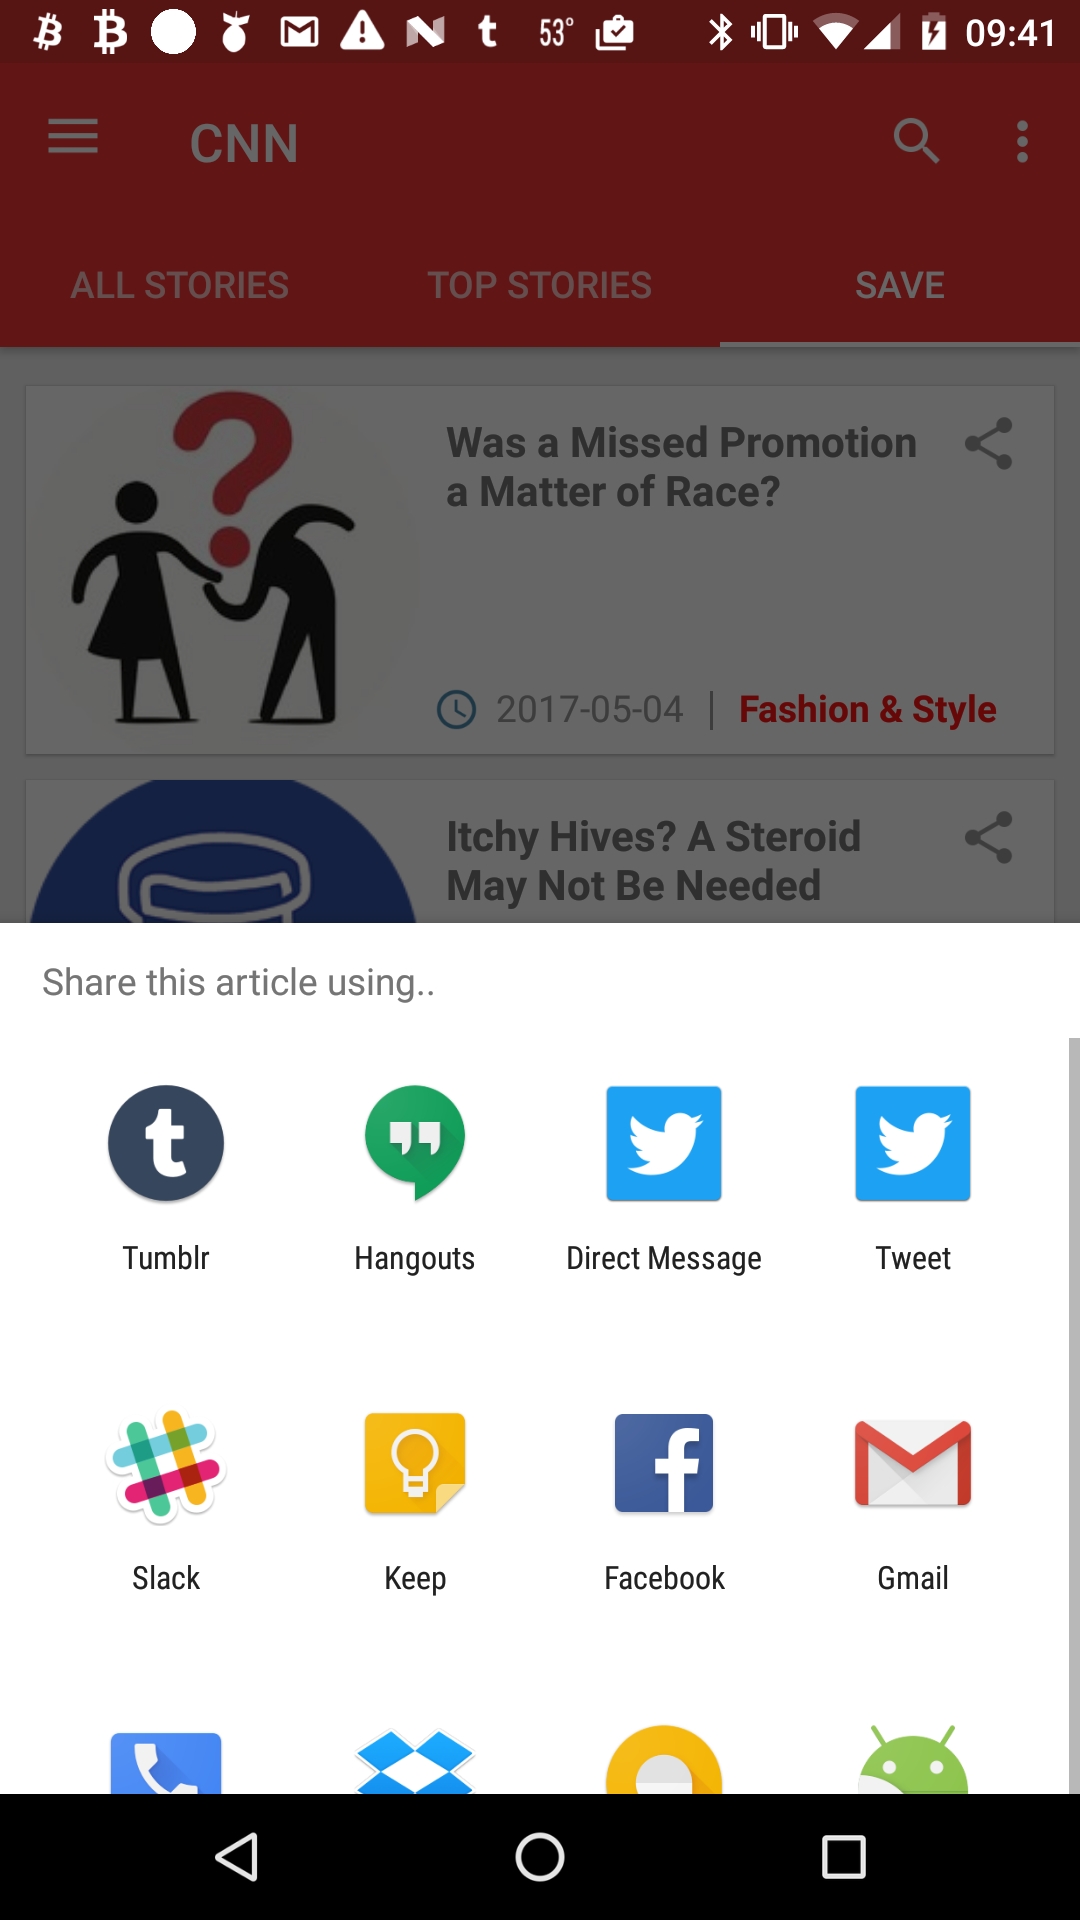 53° 09:41
CNN
ALL STORIES TOP STORIES SAVE
Was a Missed Promotion
a Matter of Race?
2017-05-04 | Fashion & Style
Itchy Hives? A Steroid
May Not Be Needed
Share this article using..
Tumblr Hangouts Direct Message Tweet
Slack Keep Facebook Gmail